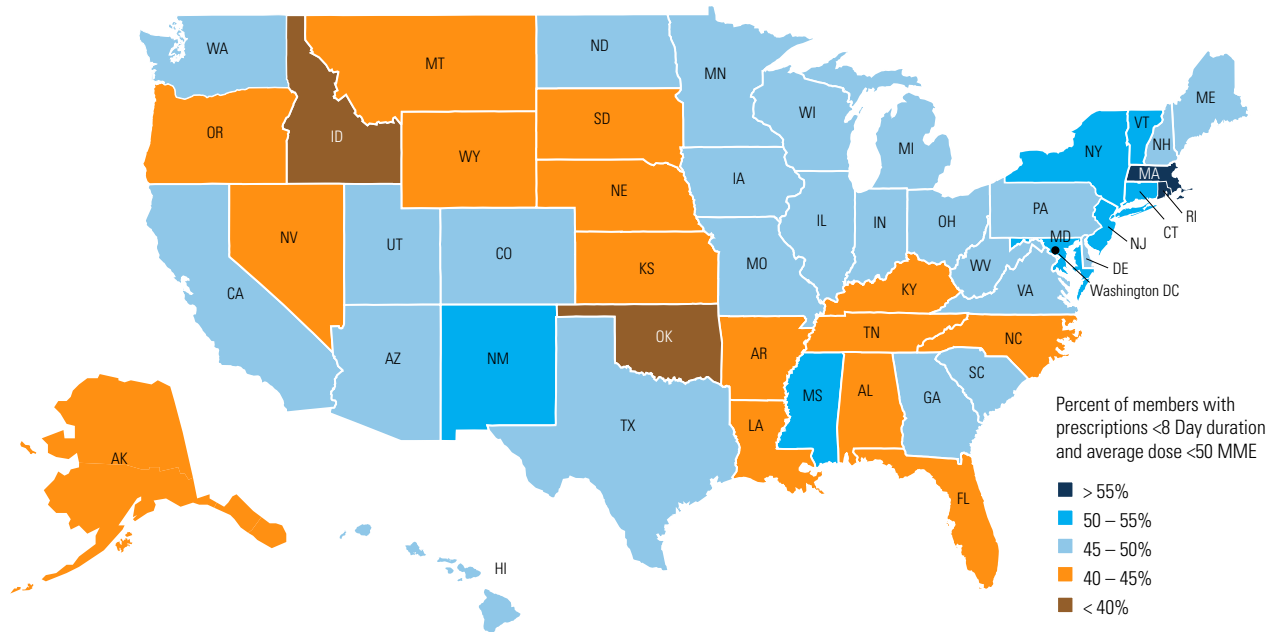 WA
MT
ND
MN
ME
VT
NH
OR
ID
SD
WI
MI
NY
MA
WY
NE
IA
PA
RI
CT
NV
UT
CO
KS
MO
IL
IN
OH
NJ
MD
DE
WV
Washington DC
CA
VA
KY
AZ
NM
OK
AR
TN
NC
SC
MS
AL
GA
TX
LA
AK
FL
HI
Percent of members with
prescriptions <8 Day duration
and average dose <50 MME
> 55%
50 – 55%
45 – 50%
40 – 45%
< 40%